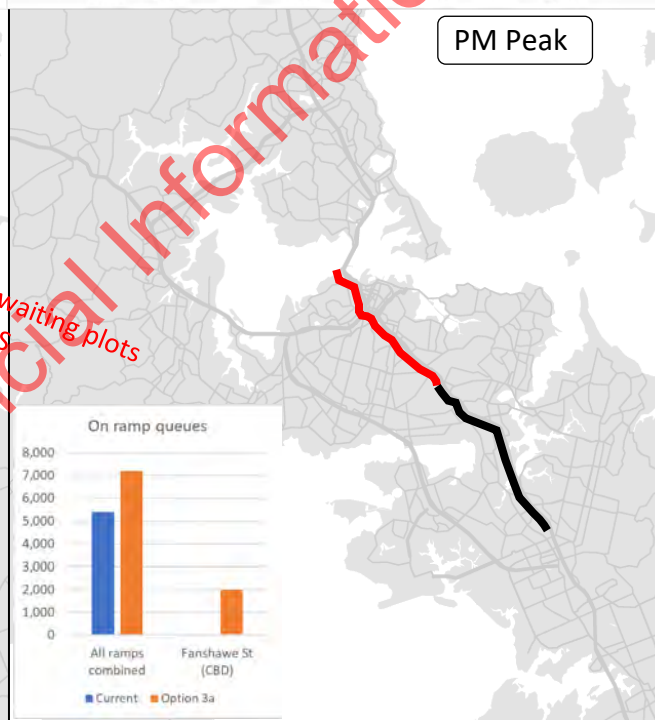 PM Peak
cial Informatio
waiting plots
s
On ramp queues
8,000
7,000
6,000
5,000
4,000
3,000
2,000
1,000
0
All ramps
combined
Fanshawe St
(CBD)
Current
Option 3a